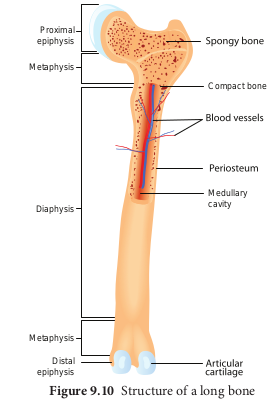 Proximal
epiphysis
Metaphysis
Spongy bone
Compact bone
Blood vessels
Periosteum
Medullary
cavity
Diaphysis
Metaphysis
Distal
epiphysis
Articular
cartilage
Figure 9.10 Structure of a long bone